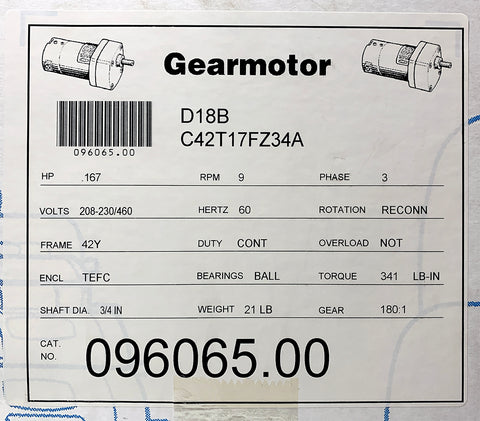 Gearmotor
D18B
C42T17FZ34A
096065.00
HP .167 RPM 9 PHASE 3
VOLTS 208-230/460 HERTZ 60 ROTATION RECONN
FRAME 42Y DUTY CONT OVERLOAD NOT
ENCL TEFC BEARINGS BALL TORQUE 341 LB-IN
SHAFT DIA. 3/4 IN WEIGHT 21 LB GEAR 180:1
CAT. NO. 096065.00